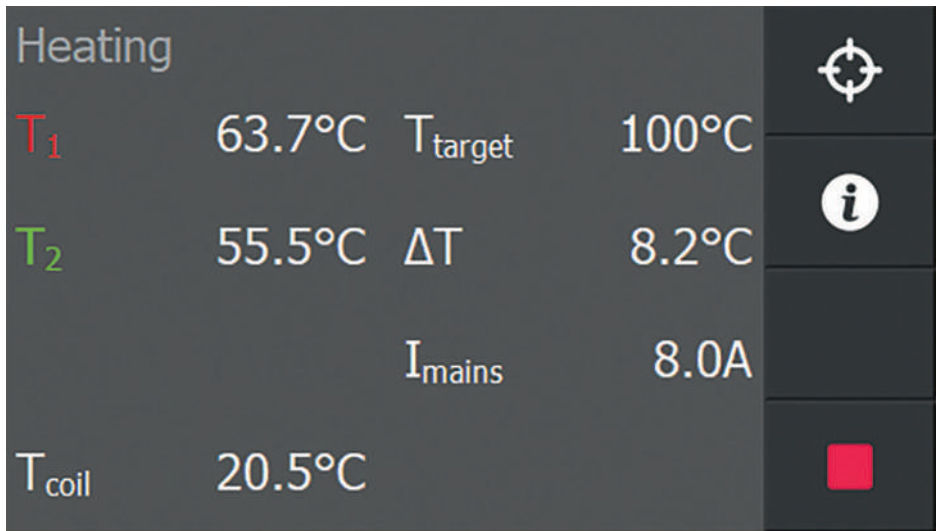 Heating
T1 63.7°C Ttarget 100°C
T2 55.5°C ΔT 8.2°C
Imains 8.0A
Tcoil 20.5°C
i